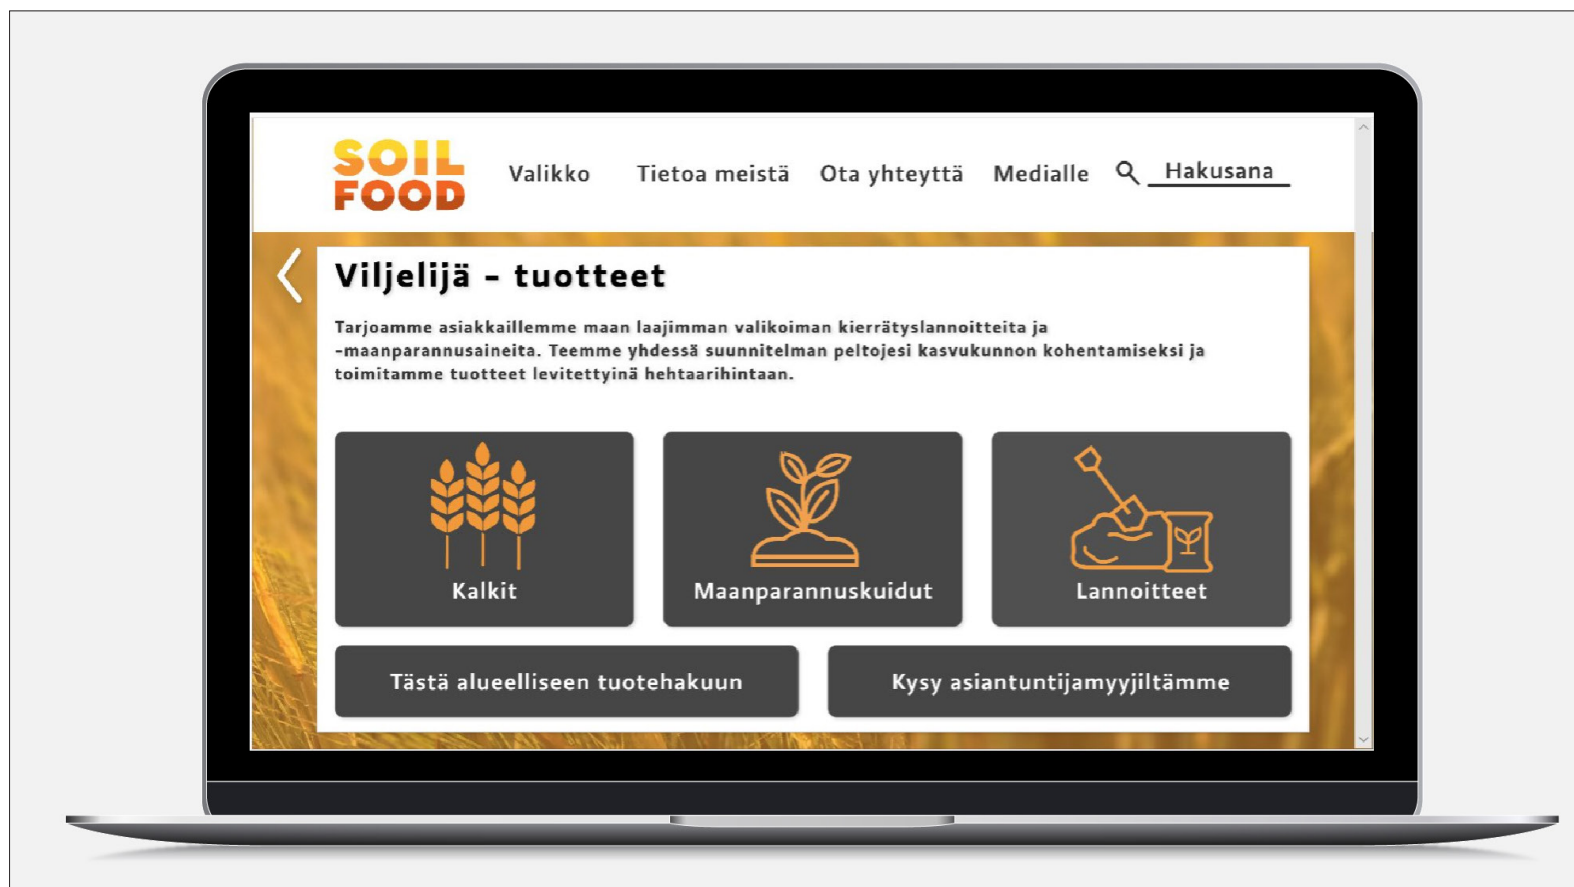 SOIL
FOOD
Valikko Tietoa meistä Ota yhteyttä Medialle Hakusana
Viljelijä – tuotteet
Tarjoamme asiakkaillemme maan laajimman valikoiman kierrätyslannoitteita ja
-maanparannusaineita. Teemme yhdessä suunnitelman peltojesi kasvukunnon kohentamiseksi ja
toimitamme tuotteet levitettyinä hehtaarihintaan.
Kalkit Maanparannuskuidut Lannoitteet
Tästä alueelliseen tuotehakuun Kysy asiantuntijamyyjiltämme